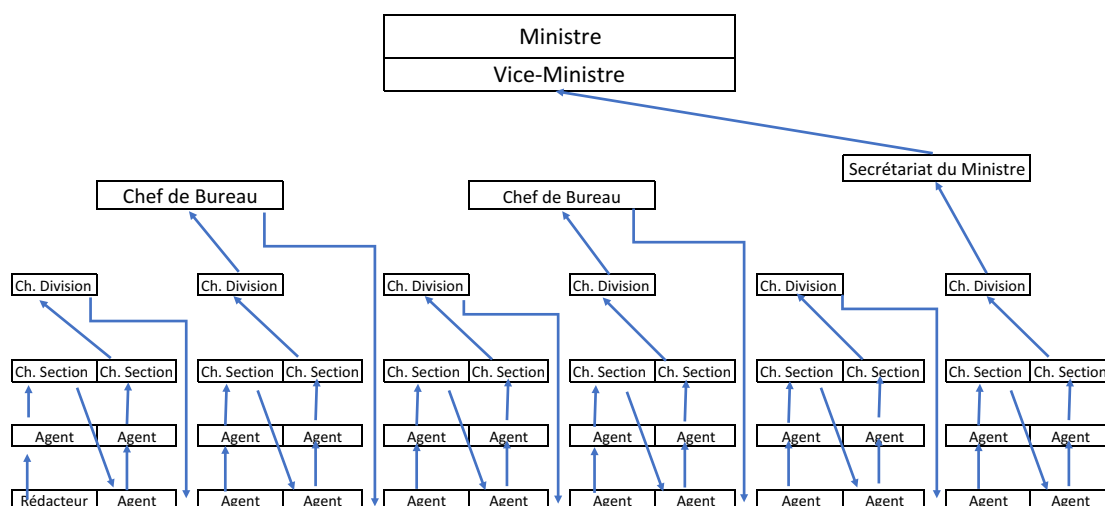 Ministre
Vice-Ministre
Secrétariat du Ministre
Chef de Bureau Chef de Bureau
Ch. Division Ch. Division Ch. Division Ch. Division Ch. Division Ch. Division
Ch. Section Ch. Section Ch. Section Ch. Section Ch. Section Ch. Section Ch. Section Ch. Section Ch. Section Ch. Section Ch. Section Ch. Section
Agent Agent Agent Agent Agent Agent Agent Agent Agent Agent Agent Agent
Rédacteur Agent Agent Agent Agent Agent Agent Agent Agent Agent Agent Agent